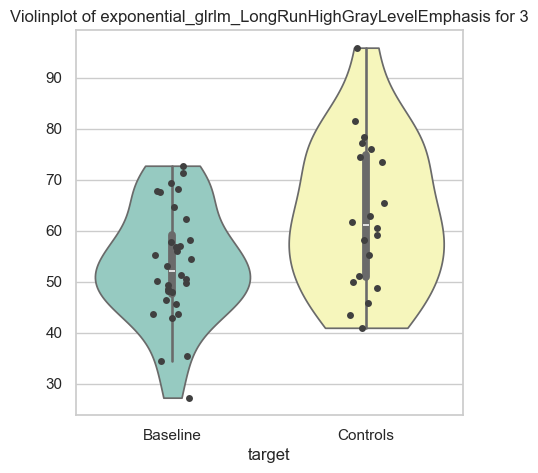 Violinplot of exponential_glrlm_LongRunHighGrayLevelEmphasis for 3
90
80
70
60
50
40
30
Baseline Controls
target